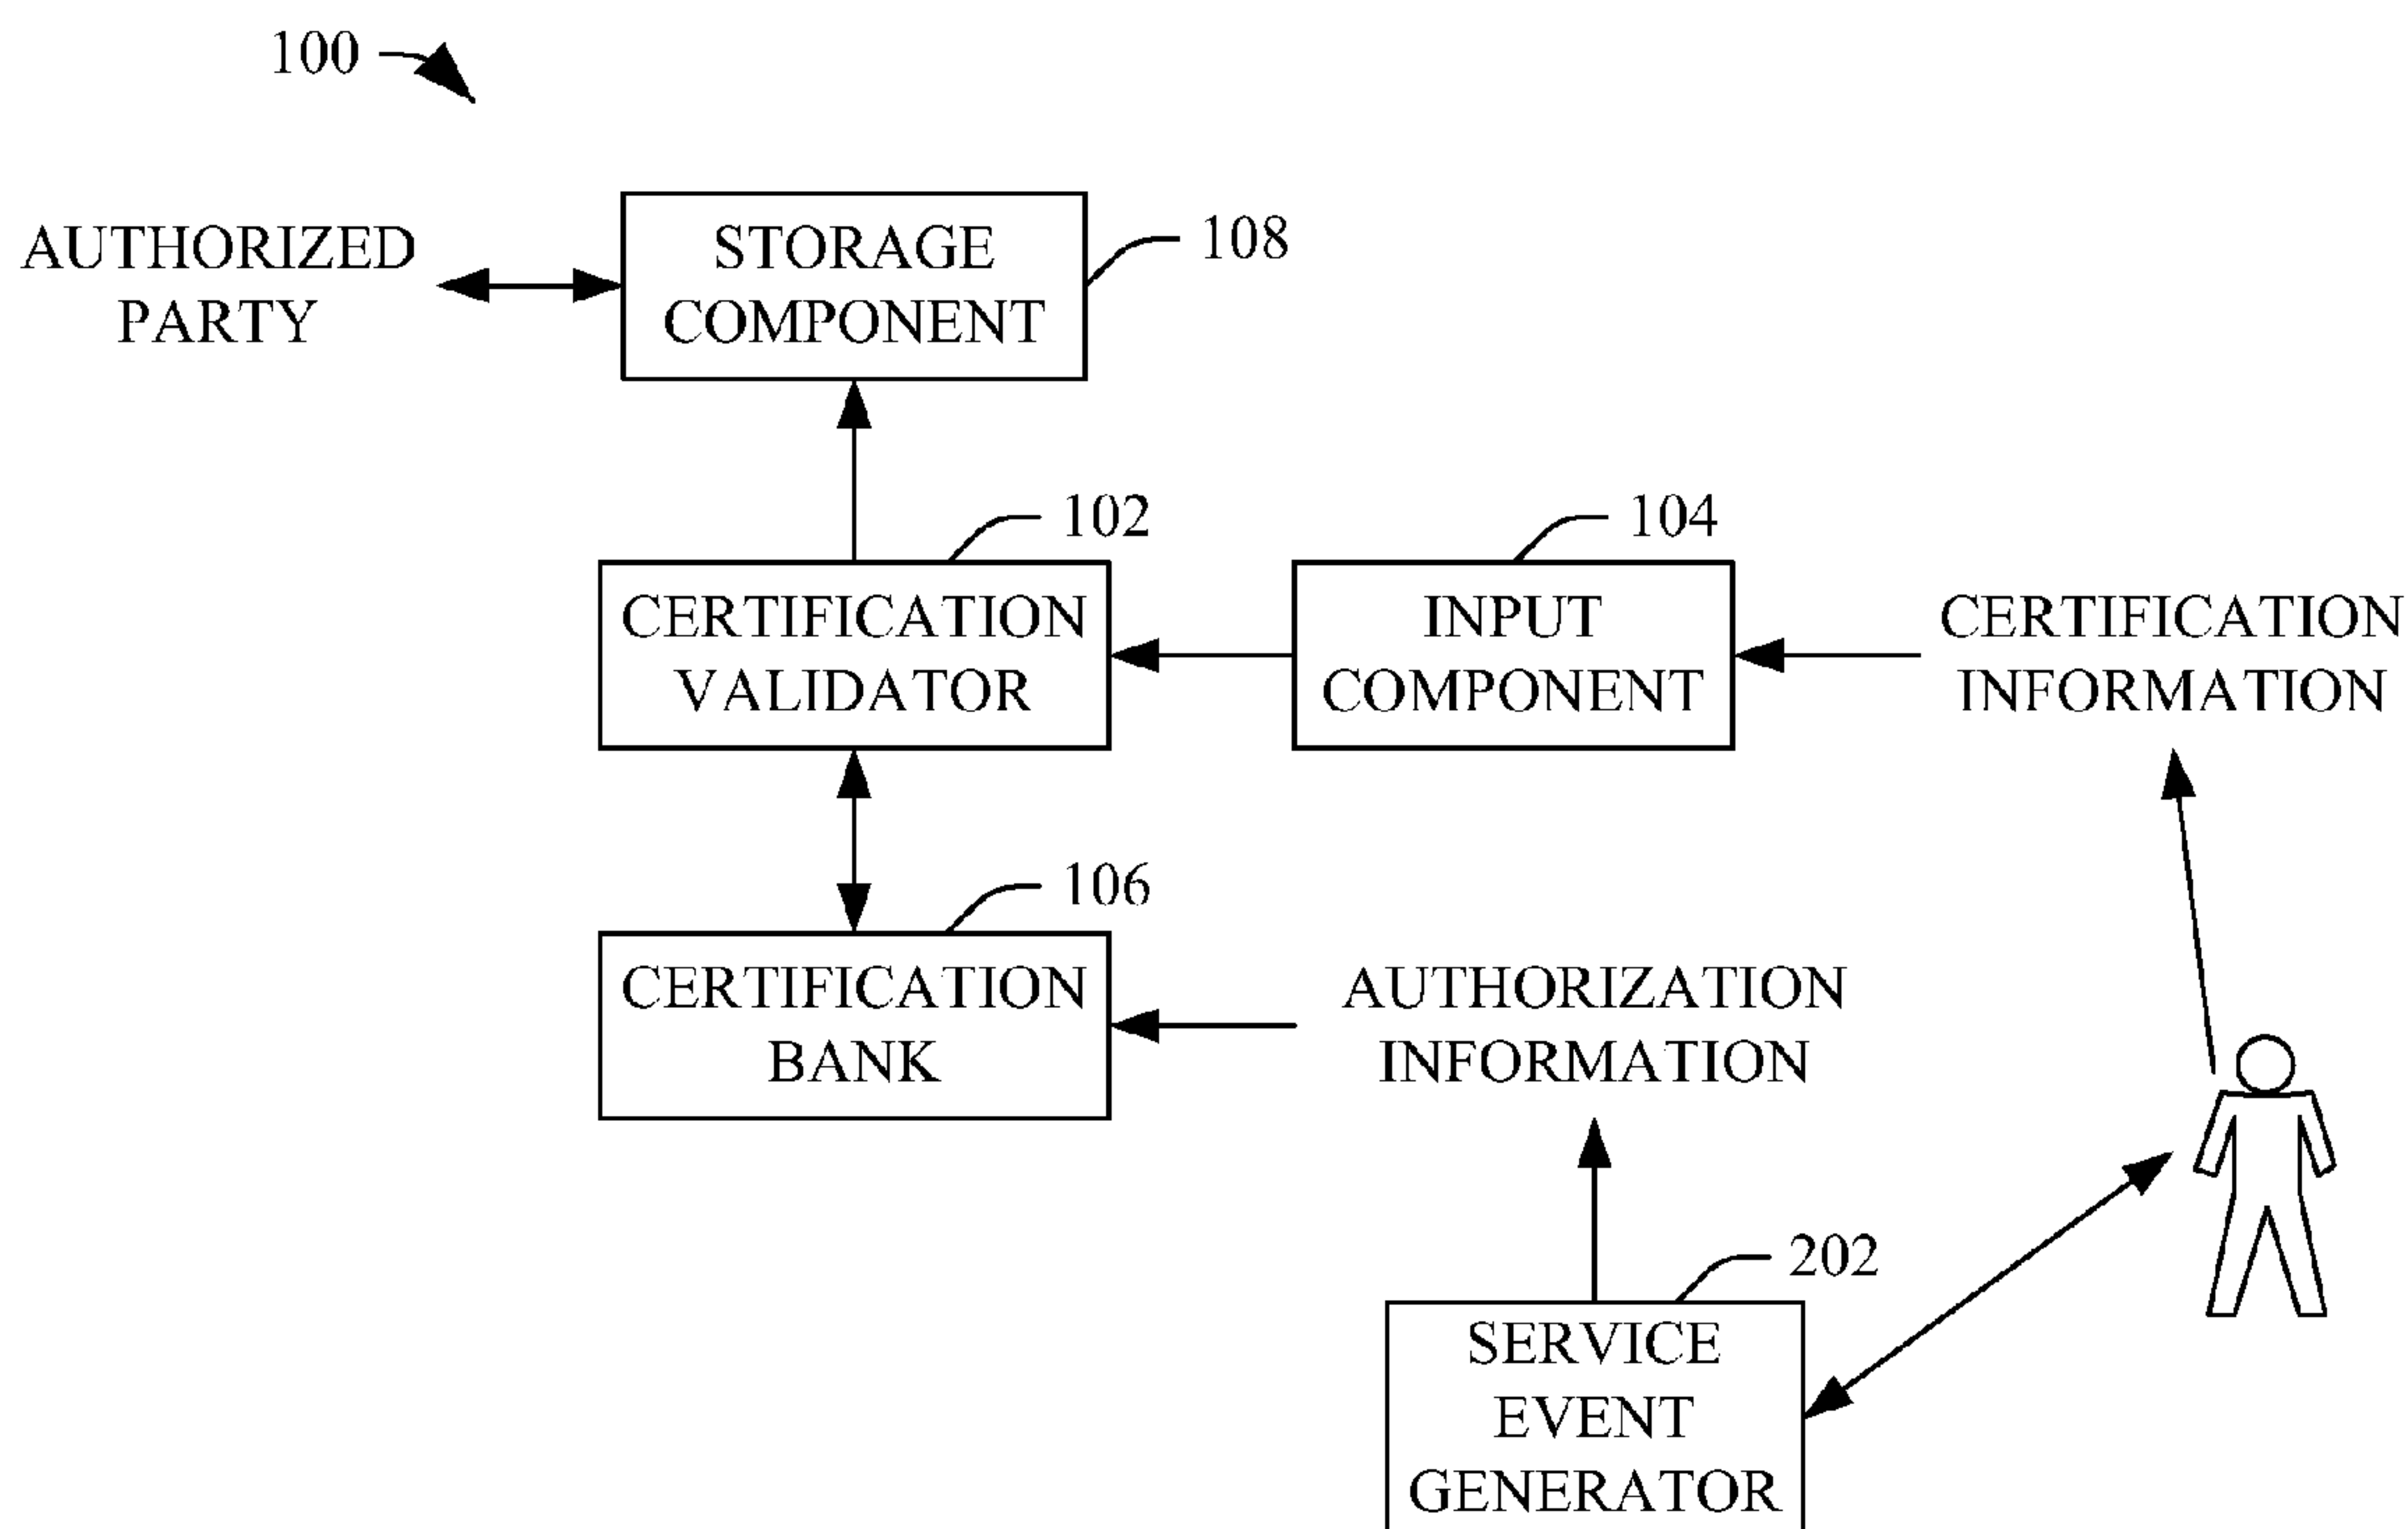 100
AUTHORIZED
PARTY
STORAGE
COMPONENT
108
CERTIFICATION
VALIDATOR
102
INPUT
COMPONENT
104
CERTIFICATION
INFORMATION
CERTIFICATION
BANK
106
AUTHORIZATION
INFORMATION
SERVICE
EVENT
GENERATOR
202